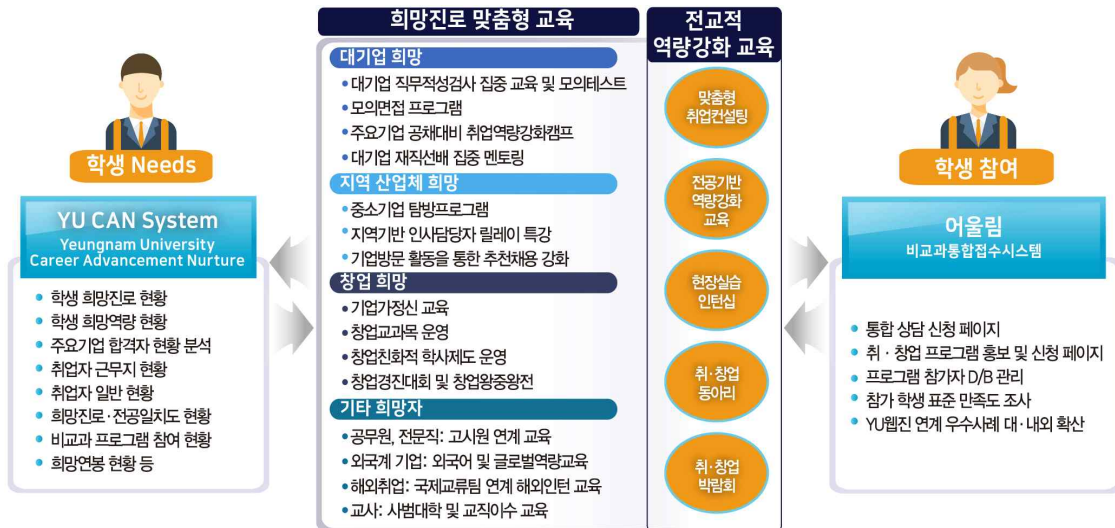 학생 Needs
YU CAN System
Yeungnam University
Career Advancement Nurture
• 학생 희망진로 현황
• 학생 희망역량 현황
• 주요기업 합격자 현황 분석
• 취업자 근무지 현황
• 취업자 일반 현황
• 희망진로·전공일치도 현황
• 비교과 프로그램 참여 현황
• 희망연봉 현황 등
희망진로 맞춤형 교육
대기업 희망
• 대기업 직무적성검사 집중 교육 및 모의테스트
• 모의면접 프로그램
• 주요기업 공채대비 취업역량강화캠프
• 대기업 재직선배 집중 멘토링
지역 산업체 희망
• 중소기업 탐방프로그램
• 지역기반 인사담당자 릴레이 특강
• 기업방문 활동을 통한 추천채용 강화
창업 희망
• 기업가정신 교육
• 창업교과목 운영
• 창업친화적 학사제도 운영
• 창업경진대회 및 창업왕중왕전
기타 희망자
• 공무원, 전문직: 고시원 연계 교육
• 외국계 기업: 외국어 및 글로벌역량교육
• 해외취업: 국제교류팀 연계 해외인턴 교육
• 교사: 사범대학 및 교직이수 교육
전교적
역량강화 교육
맞춤형
취업컨설팅
전공기반
역량강화
교육
현장실습
인턴십
취·창업
동아리
취·창업
박람회
학생 참여
어울림
비교과통합접수시스템
• 통합 상담 신청 페이지
• 취·창업 프로그램 홍보 및 신청 페이지
• 프로그램 참가자 D/B 관리
• 참가 학생 표준 만족도 조사
• YU웹진 연계 우수사례 대·내외 확산